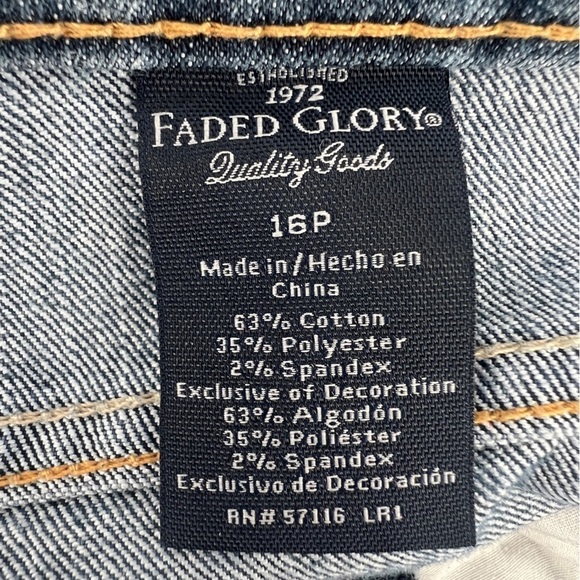 ESTABLISHED
1972
FADED GLORY®
Quality Goods
16P
Made in/Hecho en
China
63% Cotton
35% Polyester
2% Spandex
Exclusive of Decoration
63% Algodón
35% Poliéster
2% Spandex
Exclusivo de Decoración
RN# 57116 LR1